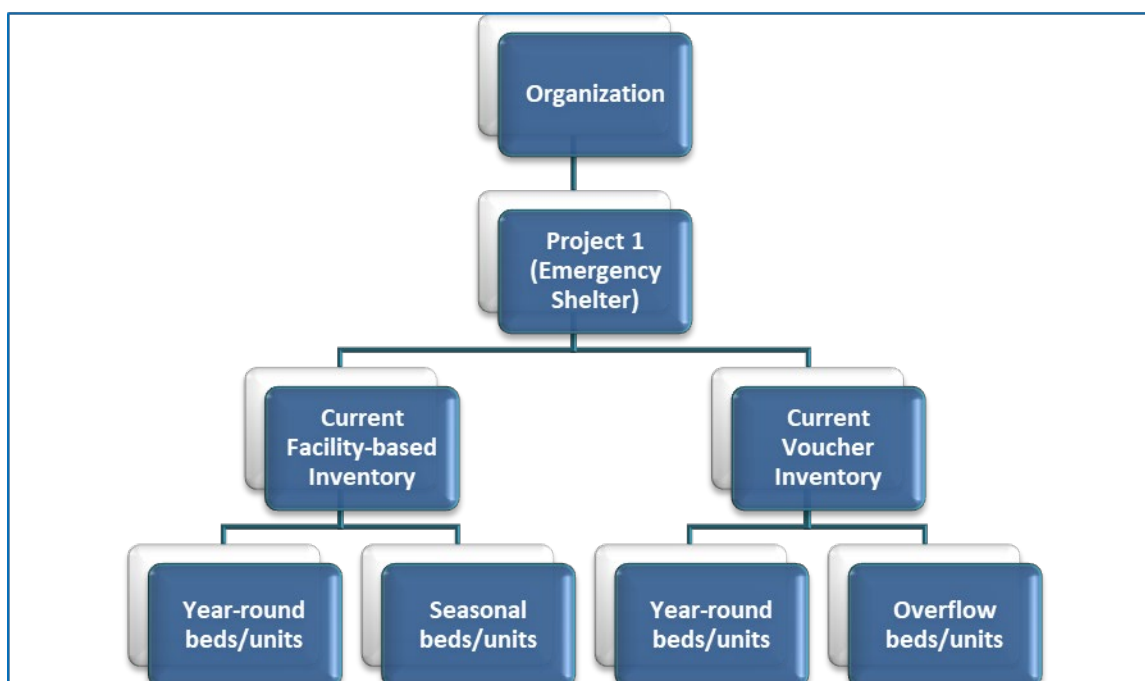 Organization
Project 1
(Emergency
Shelter)
Current
Facility-based
Inventory
Current
Voucher
Inventory
Year-round
beds/units
Seasonal
beds/units
Year-round
beds/units
Overflow
beds/units